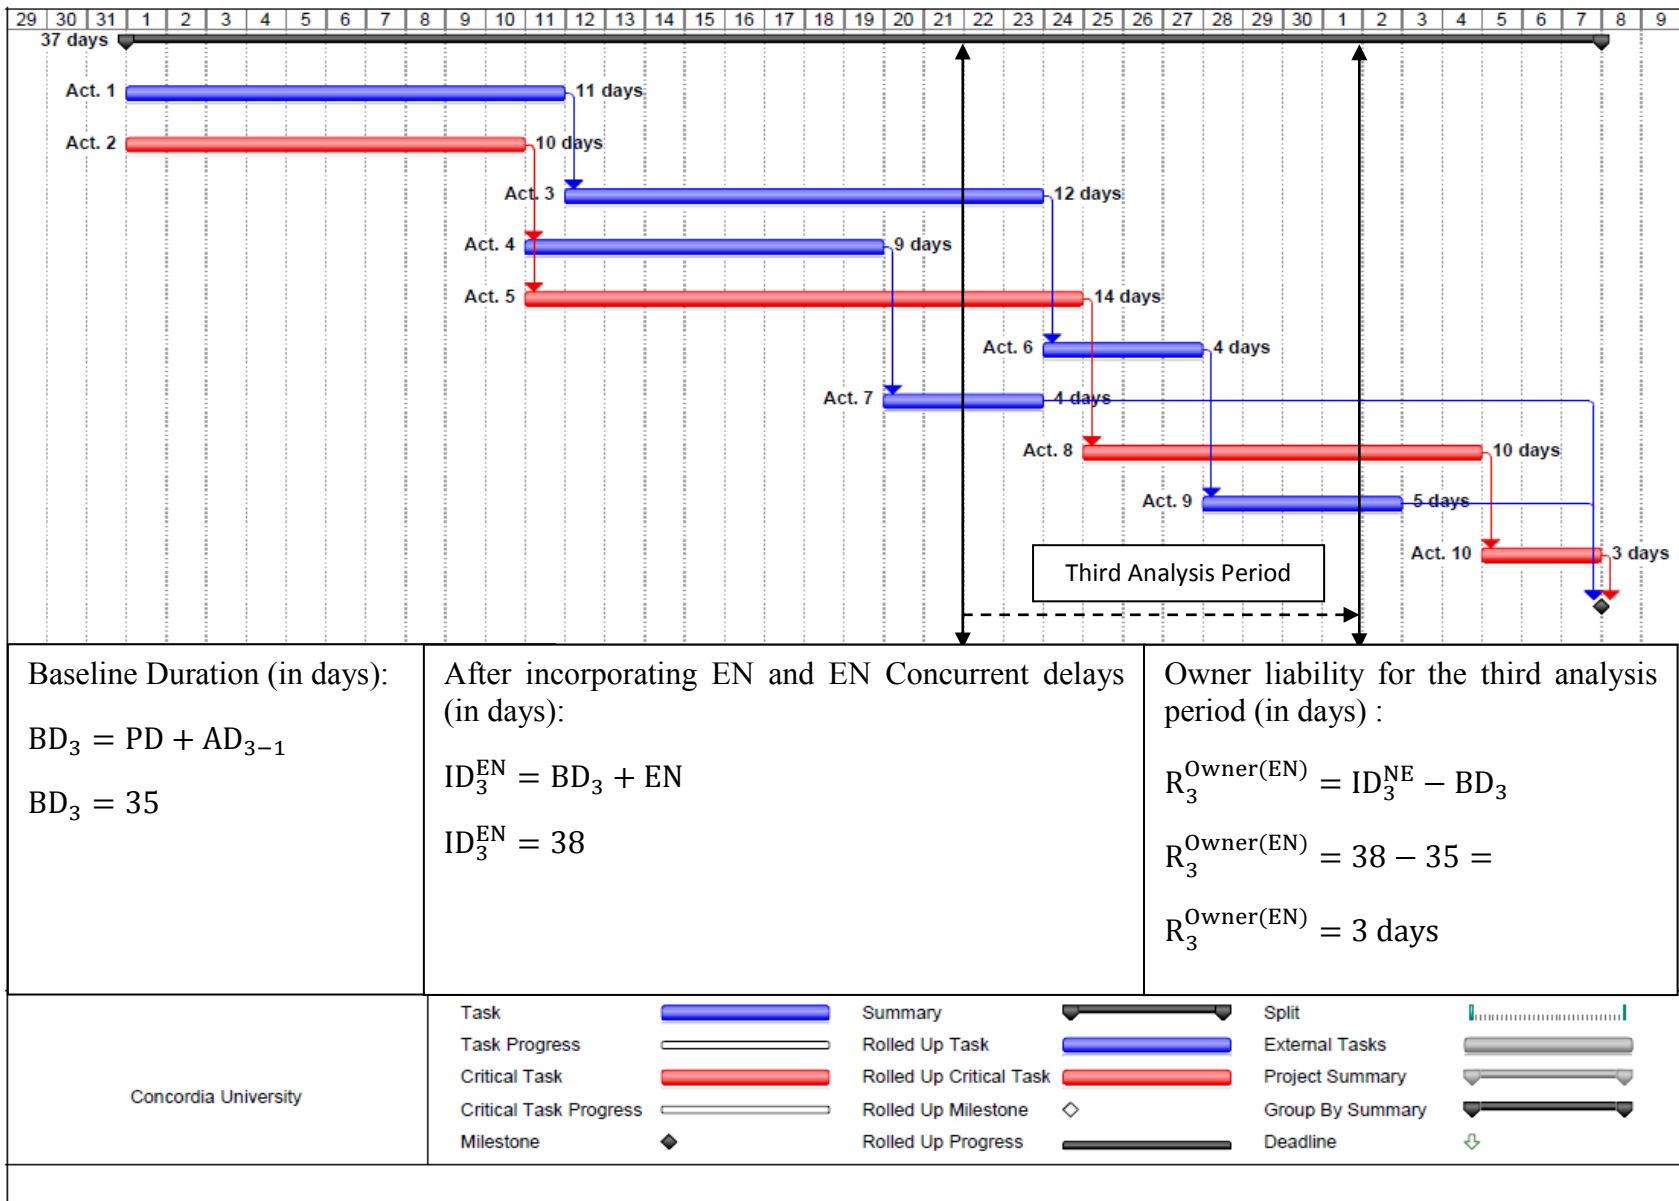 29 30 31 1 2 3 4 5 6 7 8 9 10 11 12 13 14 15 16 17 18 19 20 21 22 23 24 25 26 27 28 29 30 1 2 3 4 5 6 7 8 9
37 days
Act. 1 11 days
Act. 2 10 days
Act. 3 12 days
Act. 4 9 days
Act. 5 14 days
Act. 6 4 days
Act. 7 4 days
Act. 8 10 days
Act. 9 5 days
Act. 10 3 days
Third Analysis Period
Baseline Duration (in days):
BD₃ = PD + AD₃₋₁
BD₃ = 35
After incorporating EN and EN Concurrent delays
(in days):
ID₃^EN = BD₃ + EN
ID₃^EN = 38
Owner liability for the third analysis
period (in days) :
R₃^Owner(EN) = ID₃^NE − BD₃
R₃^Owner(EN) = 38 − 35 =
R₃^Owner(EN) = 3 days
Concordia University
Task
Task Progress
Critical Task
Critical Task Progress
Milestone
Summary
Rolled Up Task
Rolled Up Critical Task
Rolled Up Milestone
Rolled Up Progress
Split
External Tasks
Project Summary
Group By Summary
Deadline